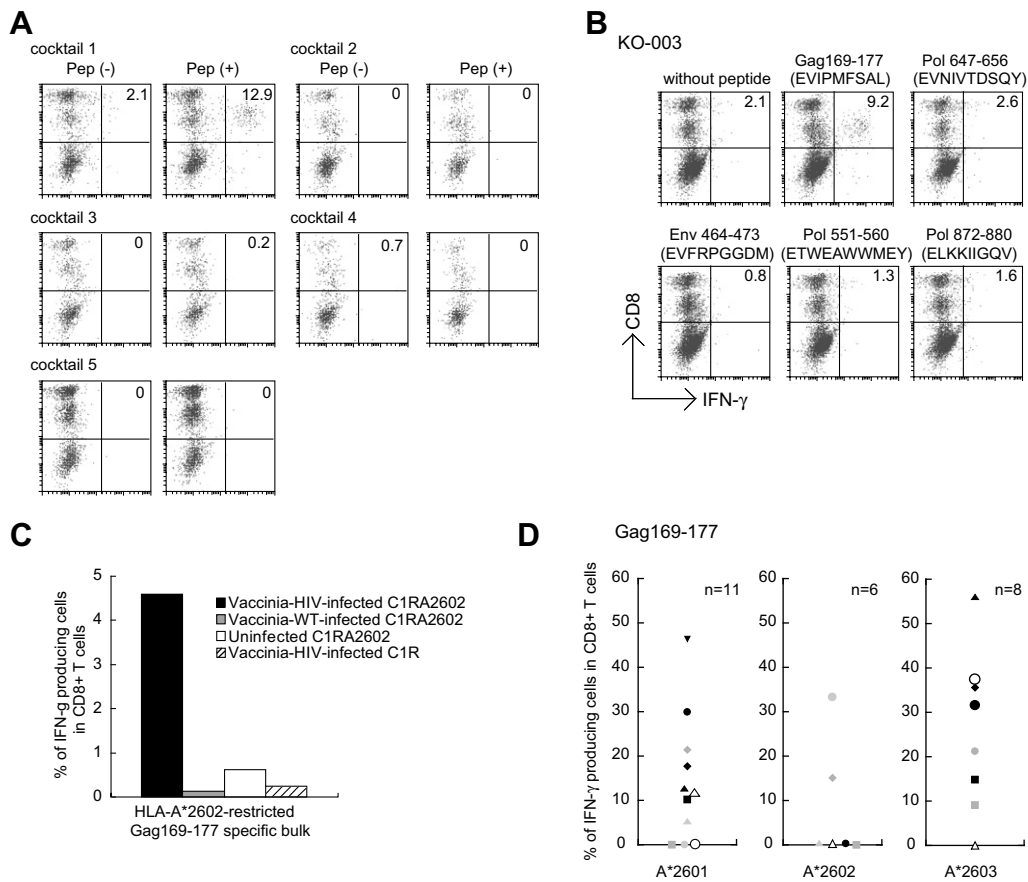 A
cocktail 1
Pep (-)
Pep (+)
2.1
12.9
cocktail 2
Pep (-)
Pep (+)
0
0
cocktail 3
0
0.2
cocktail 4
0.7
0
cocktail 5
0
0
B
KO-003
without peptide
2.1
Gag169-177
(EVIPMFSAL)
9.2
Pol 647-656
(EVNIVTDSQY)
2.6
Env 464-473
(EVFRPGGDM)
0.8
Pol 551-560
(ETWEAWWMEY)
1.3
Pol 872-880
(ELKKIIGQV)
1.6
CD8
IFN-γ
C
% of IFN-g producing cells
in CD8+ T cells
5
4
3
2
1
0
Vaccinia-HIV-infected C1RA2602
Vaccinia-WT-infected C1RA2602
Uninfected C1RA2602
Vaccinia-HIV-infected C1R
HLA-A*2602-restricted
Gag169-177 specific bulk
D
Gag169-177
% of IFN-γ producing cells in CD8+ T cells
60
50
40
30
20
10
0
n=11
A*2601
60
50
40
30
20
10
0
n=6
A*2602
60
50
40
30
20
10
0
n=8
A*2603